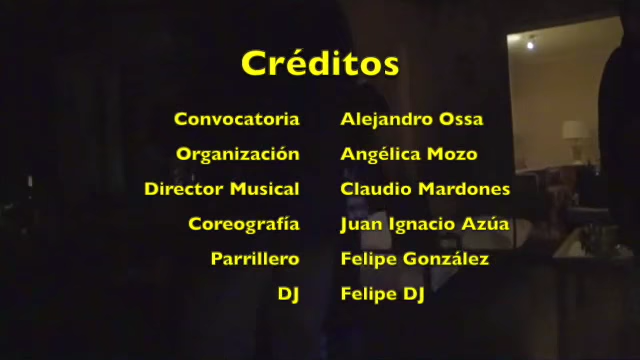 Créditos
Convocatoria Alejandro Ossa
Organización Angélica Mozo
Director Musical Claudio Mardones
Coreografía Juan Ignacio Azúa
Parrillero Felipe González
DJ Felipe DJ